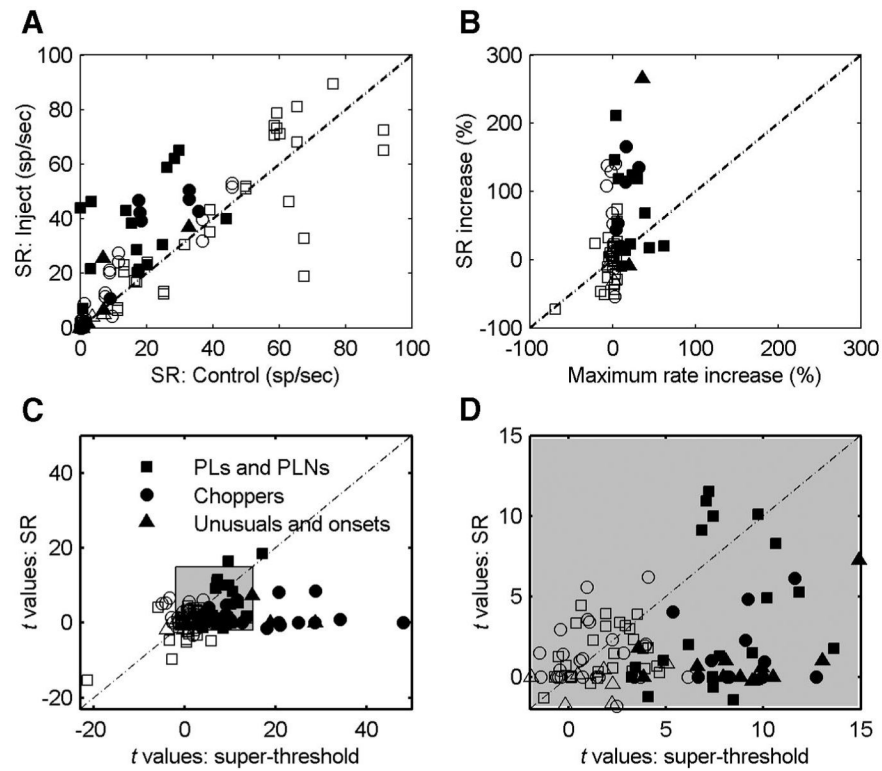 A
SR: Inject (sp/sec)
100
80
60
40
20
0
0 20 40 60 80 100
SR: Control (sp/sec)
B
SR increase (%)
300
200
100
0
-100
-100 0 100 200 300
Maximum rate increase (%)
C
t values: SR
50
40
20
0
-20
-20 0 20 40
t values: super-threshold
PLs and PLNs
Choppers
Unusuals and onsets
D
t values: SR
15
10
5
0
0 5 10 15
t values: super-threshold